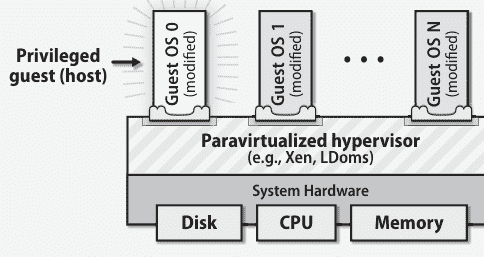 Guest OS 0
(modified)
Guest OS 1
(modified)
• • •
Guest OS N
(modified)
Privileged
guest (host)
Paravirtualized hypervisor
(e.g., Xen, LDoms)
System Hardware
Disk
CPU
Memory